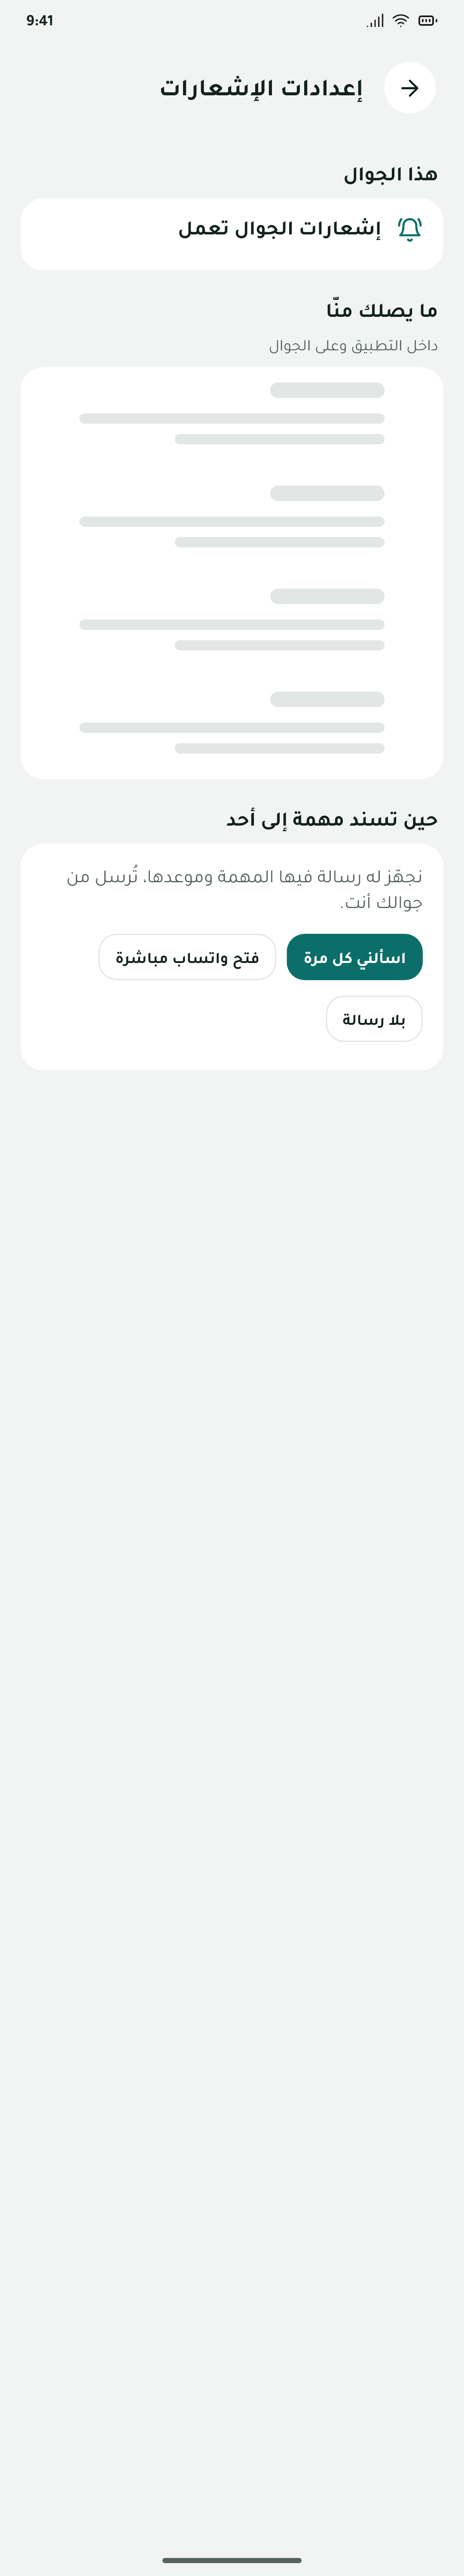 9:41
إعدادات الإشعارات
هذا الجوال
إشعارات الجوال تعمل
ما يصلك منّا
داخل التطبيق وعلى الجوال
حين تسند مهمة إلى أحد
نجهّز له رسالة فيها المهمة وموعدها، تُرسل من
جوالك أنت.
اسألني كل مرة
فتح واتساب مباشرة
بلا رسالة